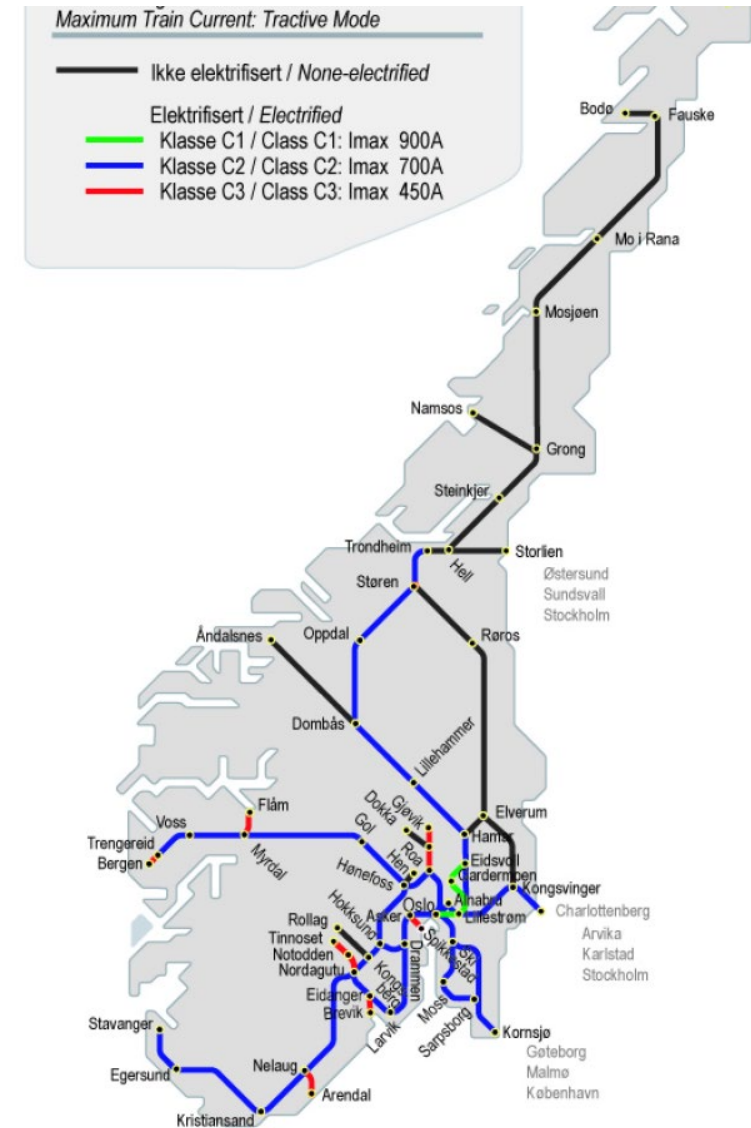 Maximum Train Current: Tractive Mode
Ikke elektrifisert / None-electrified
Elektrifisert / Electrified
Klasse C1 / Class C1: Imax 900A
Klasse C2 / Class C2: Imax 700A
Klasse C3 / Class C3: Imax 450A
Bodø
Fauske
Mo i Rana
Mosjøen
Namsos
Grong
Steinkjer
Trondheim
Hell
Storlien
Østersund
Sundsvall
Stockholm
Støren
Åndalsnes
Oppdal
Røros
Dombås
Lillehammer
Flåm
Voss
Gol
Dokka
Gjøvik
Elverum
Hamar
Trengereid
Bergen
Myrdal
Roa
Hen
Eidsvoll
Gardermoen
Hønefoss
Kongsvinger
Alnabru
Hokksund
Asker
Oslo
Lillestrøm
Charlottenberg
Arvika
Karlstad
Stockholm
Rollag
Tinnoset
Notodden
Nordagutu
Spikkestad
Ski
Kongs
berg
Drammen
Eidanger
Brevik
Larvik
Moss
Sarpsborg
Stavanger
Kornsjø
Gøteborg
Malmø
København
Egersund
Nelaug
Arendal
Kristiansand